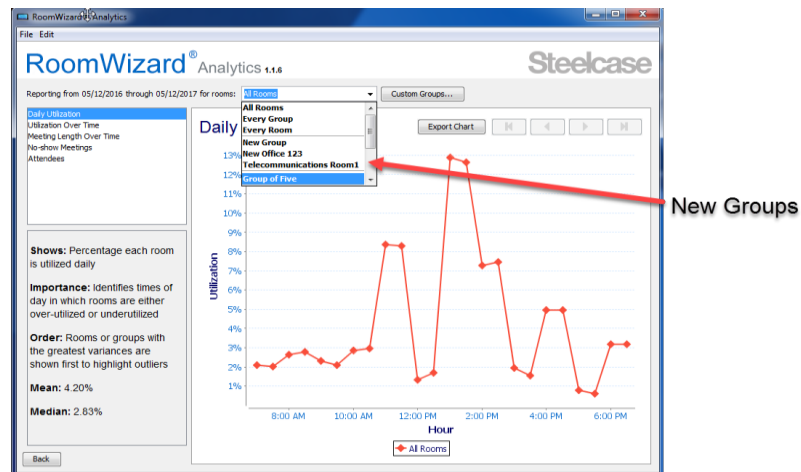 RoomWizard® Analytics
File Edit
RoomWizard® Analytics 1.1.6
Steelcase
Reporting from 05/12/2016 through 05/12/2017 for rooms: All Rooms
Custom Groups...
Daily Utilization
Utilization Over Time
Meeting Length Over Time
No-show Meetings
Attendees
All Rooms
Every Group
Every Room
New Group
New Office 123
Telecommunications Room1
Group of Five
New Groups
Daily
Export Chart
Shows: Percentage each room
is utilized daily
Importance: Identifies times of
day in which rooms are either
over-utilized or underutilized
Order: Rooms or groups with
the greatest variances are
shown first to highlight outliers
Mean: 4.20%
Median: 2.83%
Back
Utilization
13%
12%
11%
10%
9%
8%
7%
6%
5%
4%
3%
2%
1%
8:00 AM 10:00 AM 12:00 PM 2:00 PM 4:00 PM 6:00 PM
Hour
All Rooms